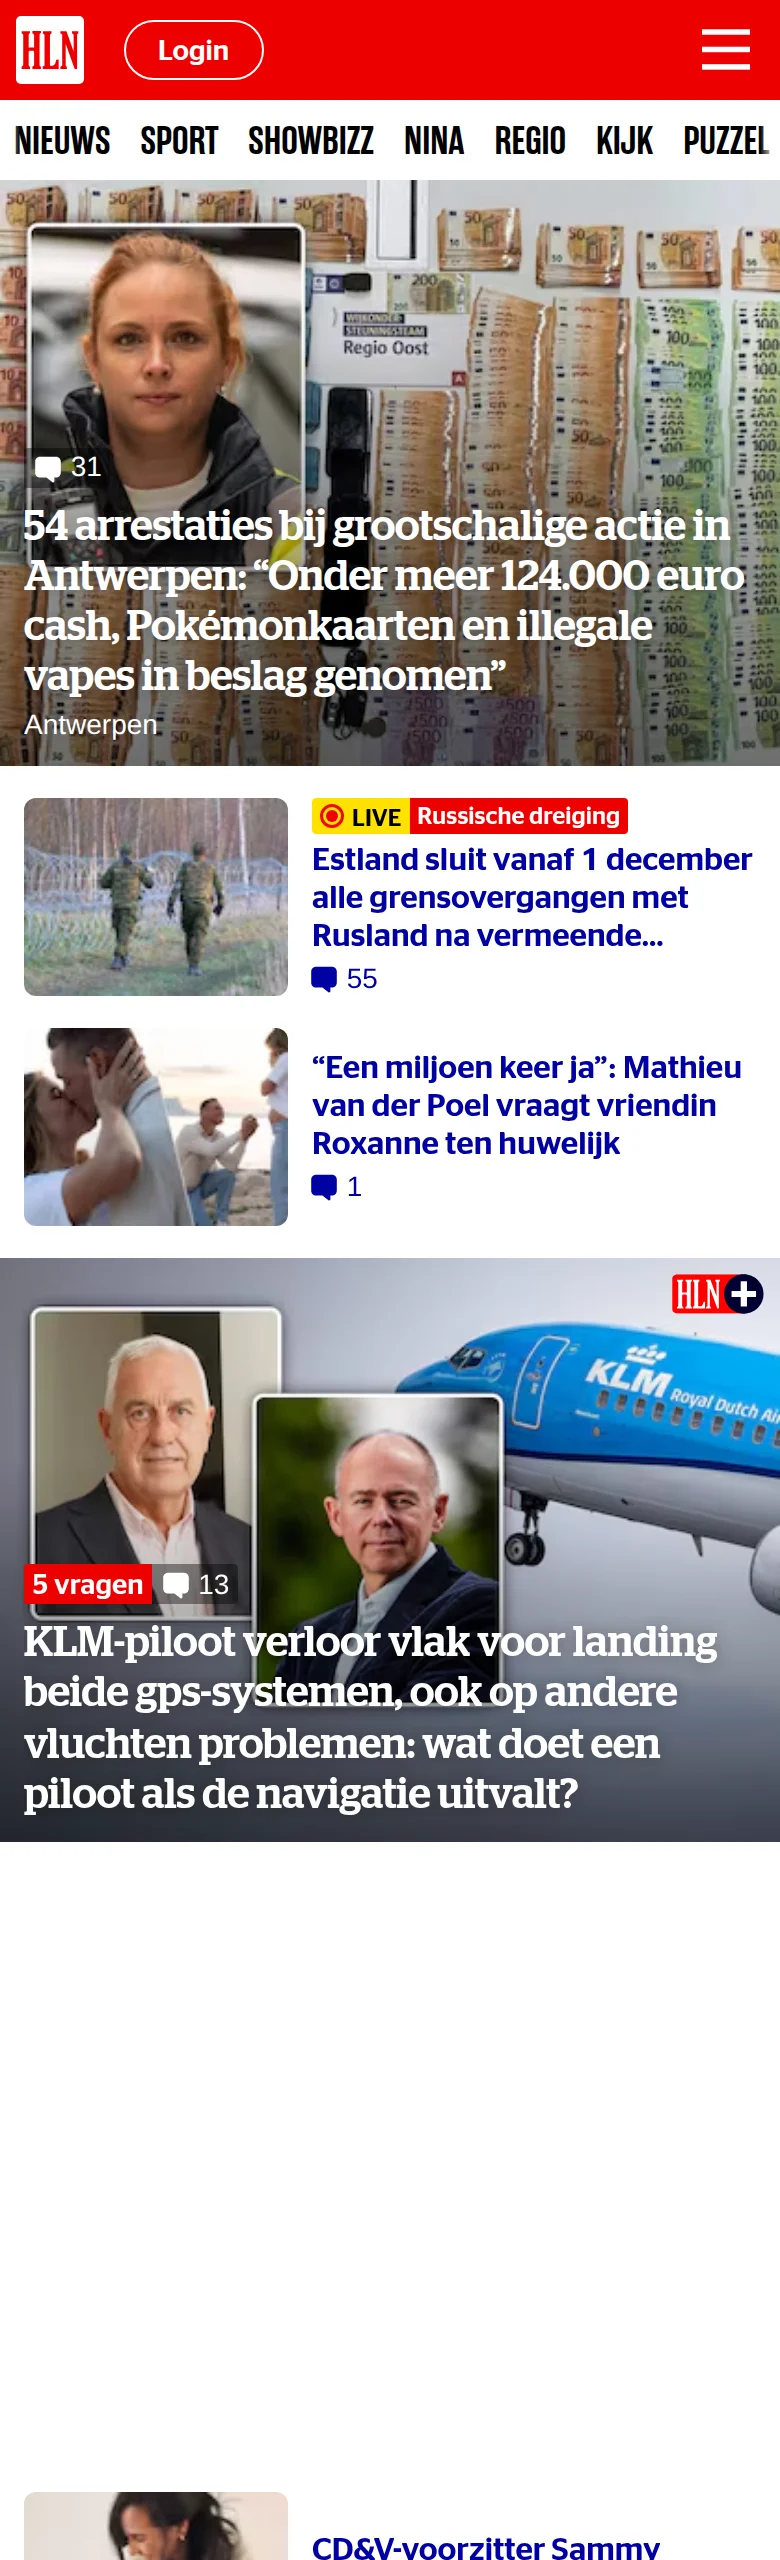 HLN
Login
NIEUWS SPORT SHOWBIZZ NINA REGIO KIJK PUZZEL
WIJKONDER-
STEUNINGSTEAM
Regio Oost
31
54 arrestaties bij grootschalige actie in
Antwerpen: “Onder meer 124.000 euro
cash, Pokémonkaarten en illegale
vapes in beslag genomen”
Antwerpen
LIVE Russische dreiging
Estland sluit vanaf 1 december
alle grensovergangen met
Rusland na vermeende...
55
“Een miljoen keer ja”: Mathieu
van der Poel vraagt vriendin
Roxanne ten huwelijk
1
HLN+
KLM Royal Dutch
5 vragen 13
KLM-piloot verloor vlak voor landing
beide gps-systemen, ook op andere
vluchten problemen: wat doet een
piloot als de navigatie uitvalt?
CD&V-voorzitter Sammy